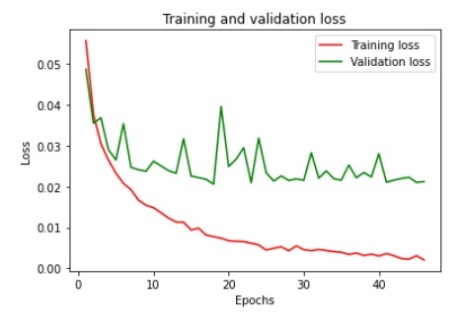 Training and validation loss
Training loss
Validation loss
Loss
0.05
0.04
0.03
0.02
0.01
0.00
0
10
20
30
40
Epochs